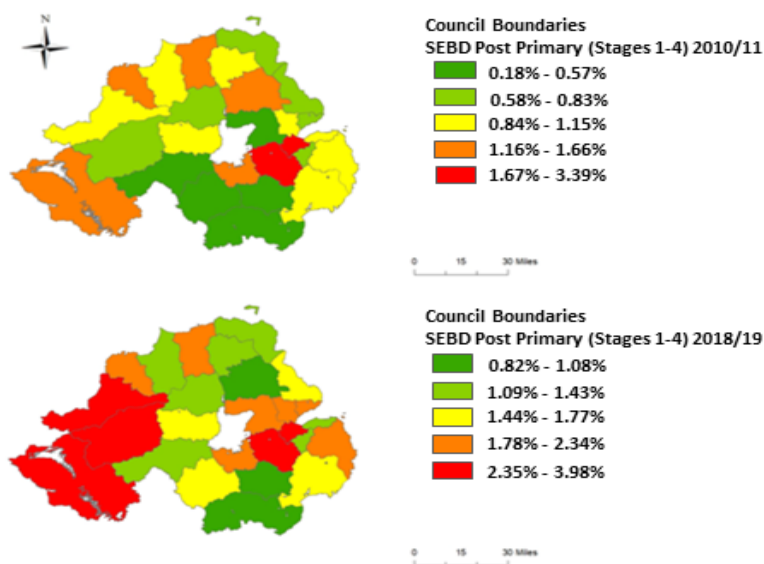 N
Council Boundaries
SEBD Post Primary (Stages 1-4) 2010/11
0.18% - 0.57%
0.58% - 0.83%
0.84% - 1.15%
1.16% - 1.66%
1.67% - 3.39%
0 15 30 Miles
Council Boundaries
SEBD Post Primary (Stages 1-4) 2018/19
0.82% - 1.08%
1.09% - 1.43%
1.44% - 1.77%
1.78% - 2.34%
2.35% - 3.98%
0 15 30 Miles